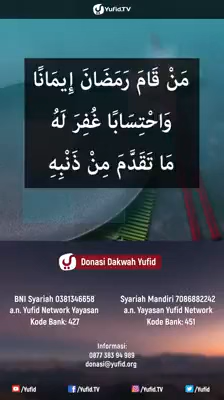 Yufid.TV
مَنْ قَامَ رَمَضَانَ إِيمَانًا
وَاحْتِسَابًا غُفِرَ لَهُ
مَا تَقَدَّمَ مِنْ ذَنْبِهِ
Donasi Dakwah Yufid
BNI Syariah 0381346658
a.n. Yufid Network Yayasan
Kode Bank: 427
Syariah Mandiri 7086882242
a.n. Yayasan Yufid Network
Kode Bank: 451
Informasi:
0877 383 94 989
donasi@yufid.org
/Yufid
/Yufid.TV
/Yufid.TV
/Yufid